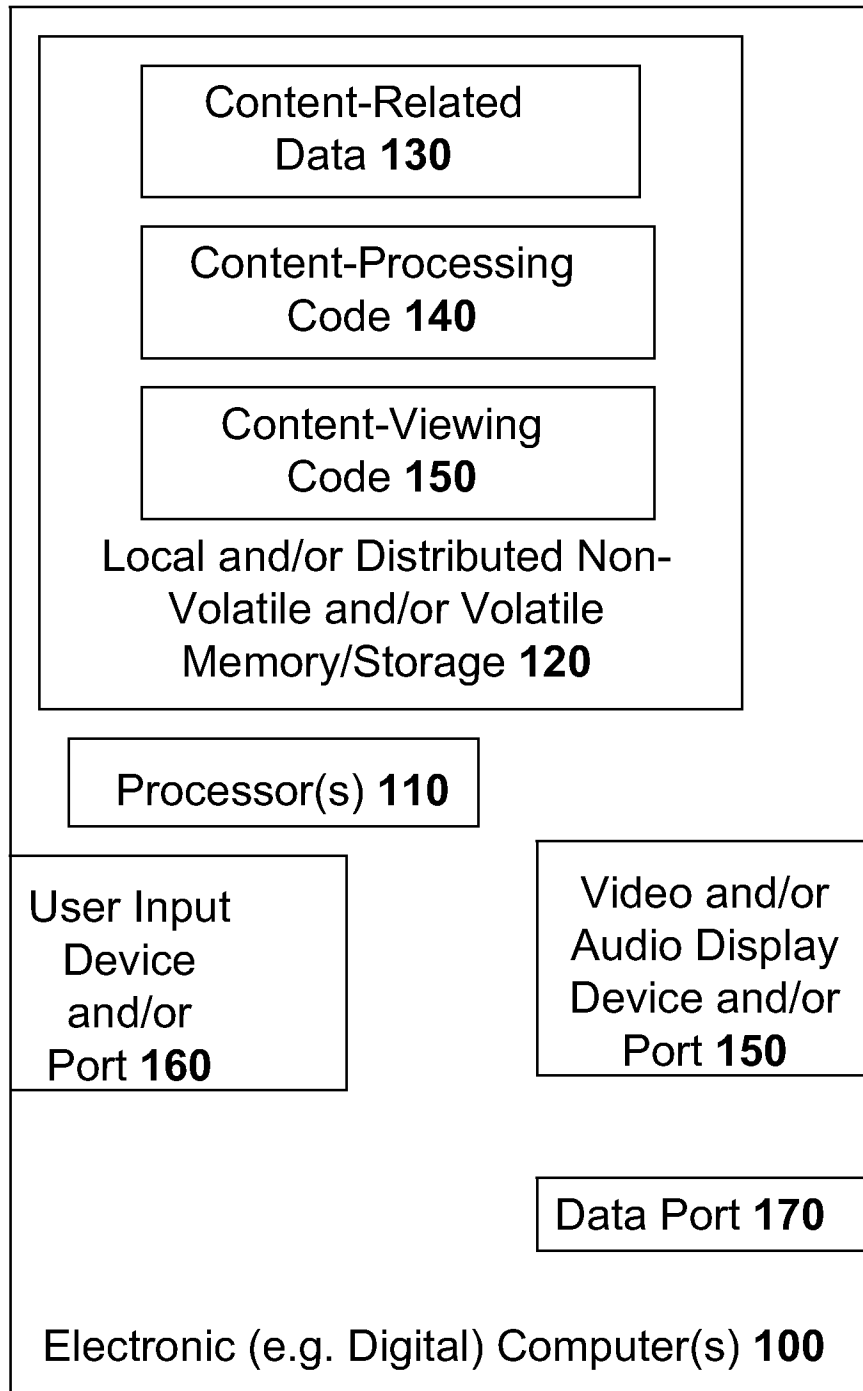 Content-Related
Data 130
Content-Processing
Code 140
Content-Viewing
Code 150
Local and/or Distributed Non-
Volatile and/or Volatile
Memory/Storage 120
Processor(s) 110
User Input
Device
and/or
Port 160
Video and/or
Audio Display
Device and/or
Port 150
Data Port 170
Electronic (e.g. Digital) Computer(s) 100